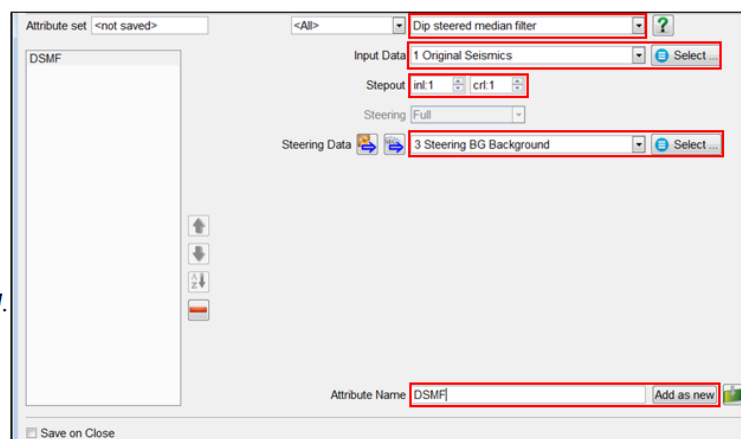 Attribute set <not saved> <All> Dip steered median filter ?
DSMF
Input Data 1 Original Seismics Select ...
Stepout inl:1 crl:1
Steering Full
Steering Data 3 Steering BG Background Select ...
A
Z
Attribute Name DSMF Add as new
Save on Close